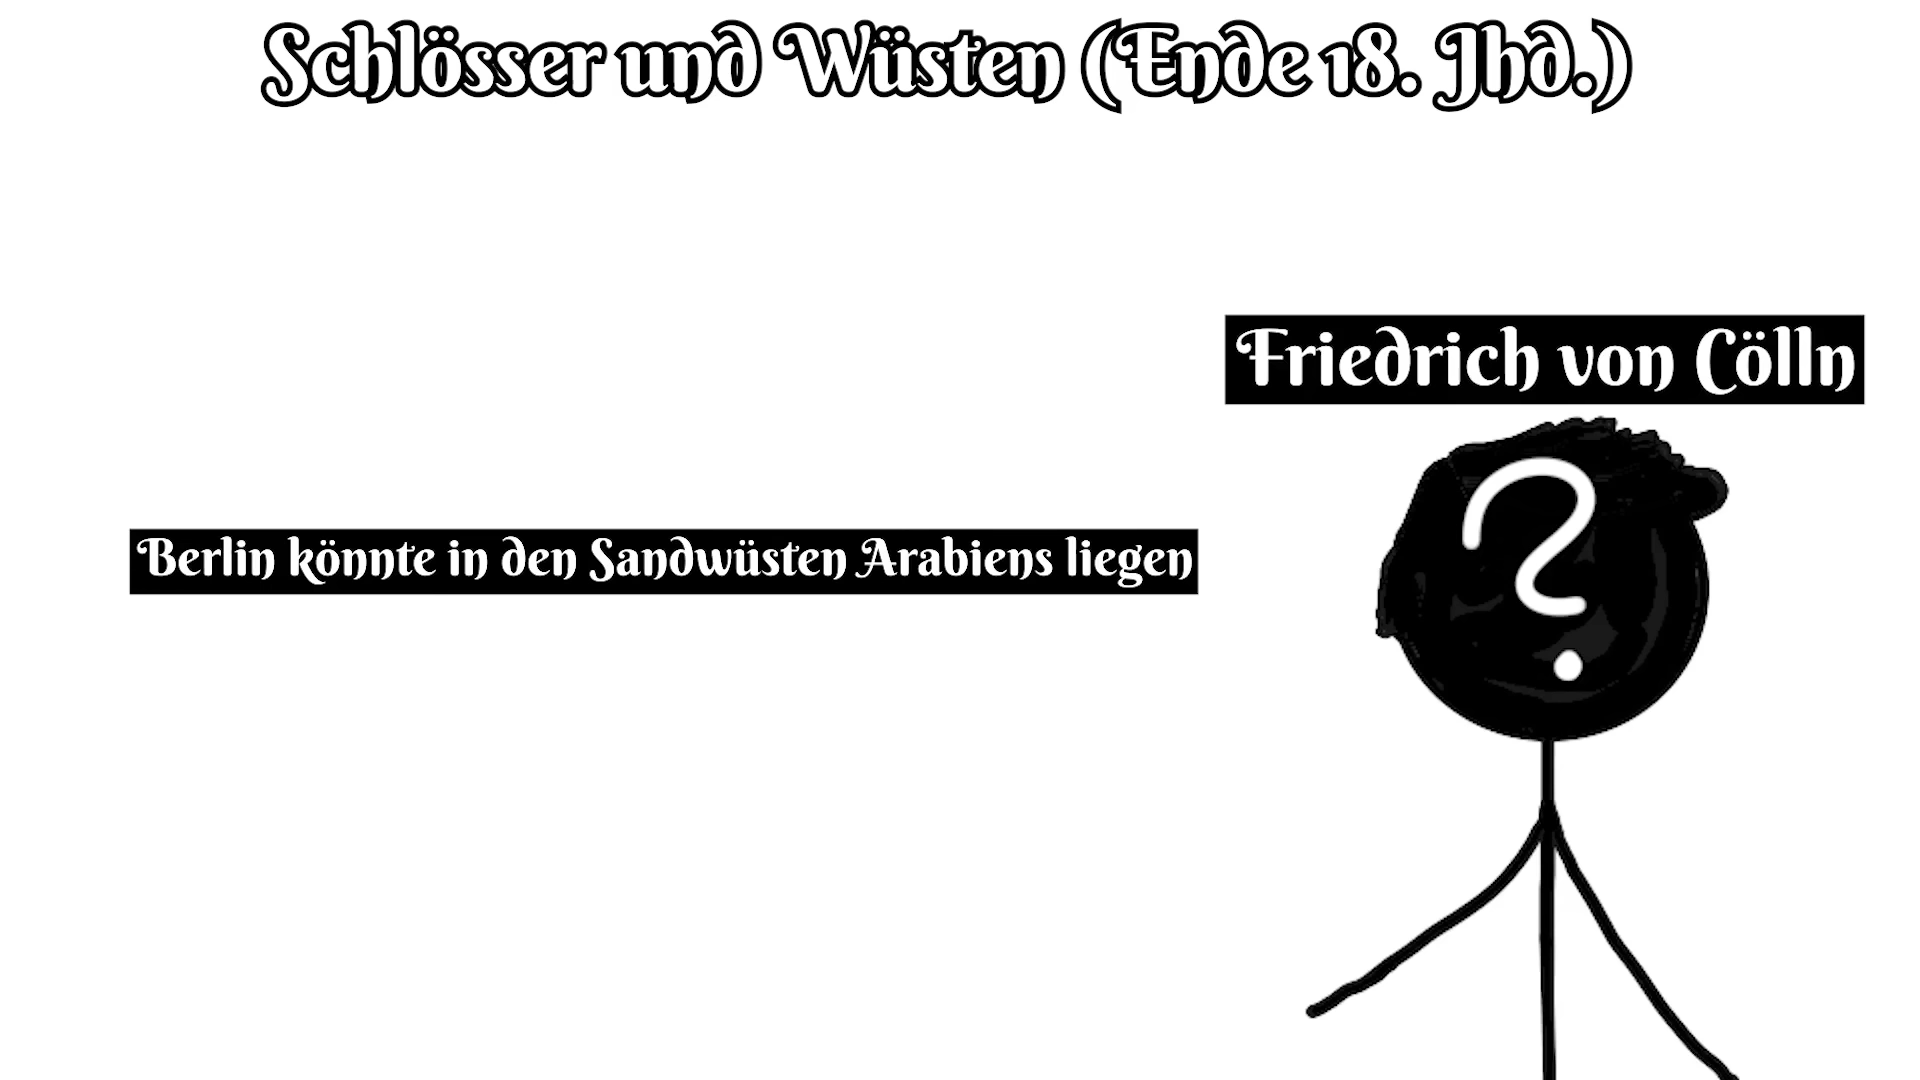 Schlösser und Wüsten (Ende 18. Jhd.)
Friedrich von Cölln
?
Berlin könnte in den Sandwüsten Arabiens liegen